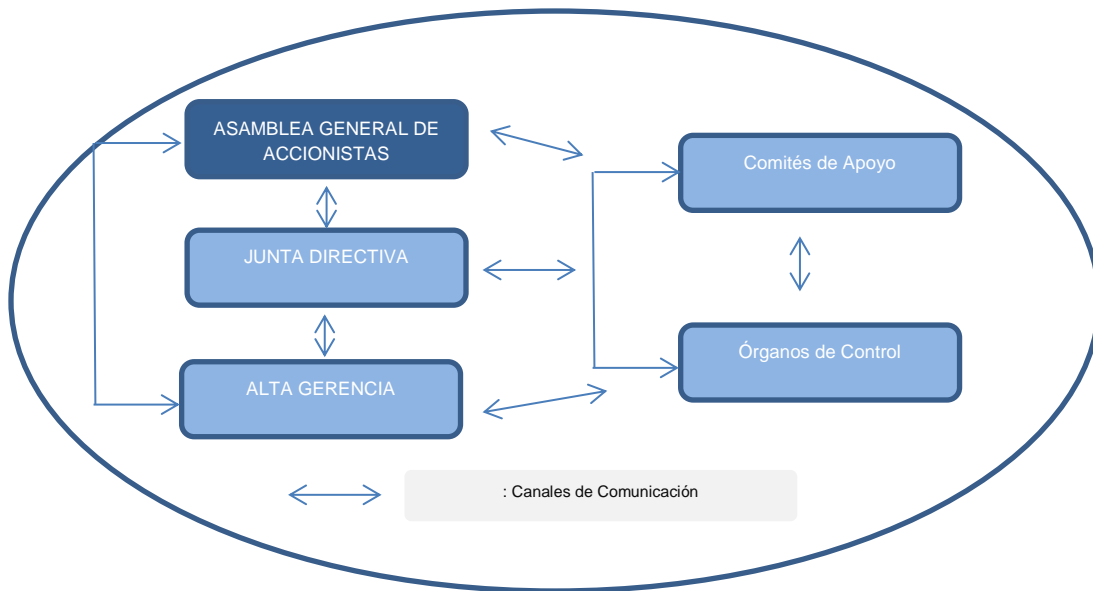 ASAMBLEA GENERAL DE
ACCIONISTAS
Comités de Apoyo
JUNTA DIRECTIVA
Órganos de Control
ALTA GERENCIA
: Canales de Comunicación